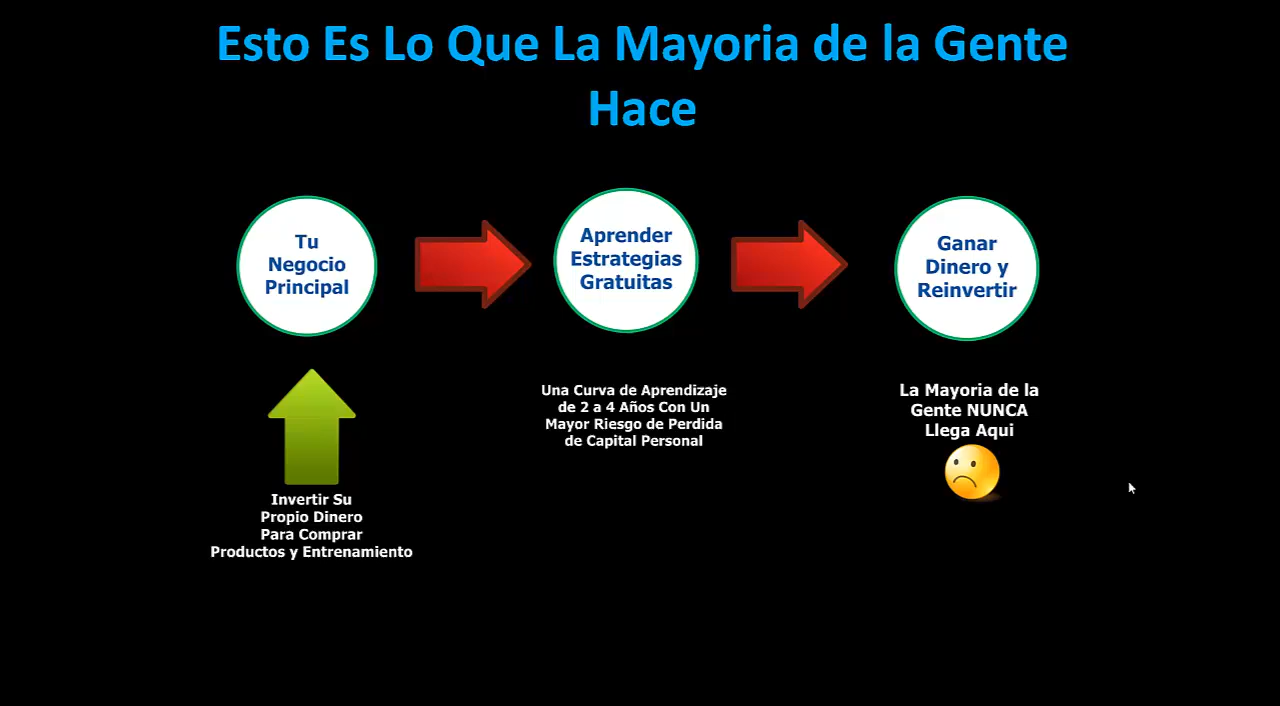 Esto Es Lo Que La Mayoria de la Gente
Hace
Tu
Negocio
Principal
Aprender
Estrategias
Gratuitas
Ganar
Dinero y
Reinvertir
Invertir Su
Propio Dinero
Para Comprar
Productos y Entrenamiento
Una Curva de Aprendizaje
de 2 a 4 Años Con Un
Mayor Riesgo de Perdida
de Capital Personal
La Mayoria de la
Gente NUNCA
Llega Aqui